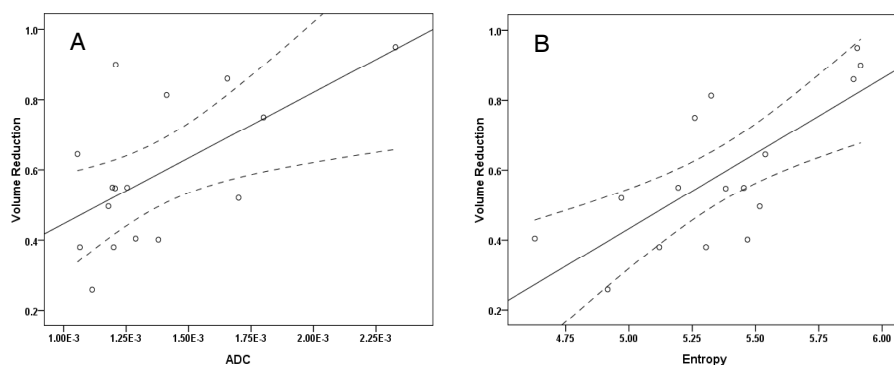 A
Volume Reduction
1.0
0.8
0.6
0.4
0.2
1.00E-3 1.25E-3 1.50E-3 1.75E-3 2.00E-3 2.25E-3
ADC
B
Volume Reduction
1.0
0.8
0.6
0.4
0.2
4.75 5.00 5.25 5.50 5.75 6.00
Entropy